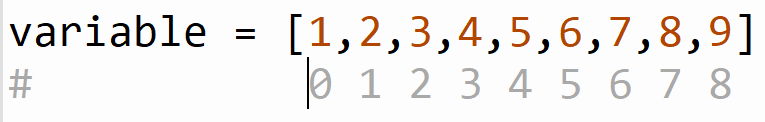 variable = [1,2,3,4,5,6,7,8,9]
#           0 1 2 3 4 5 6 7 8